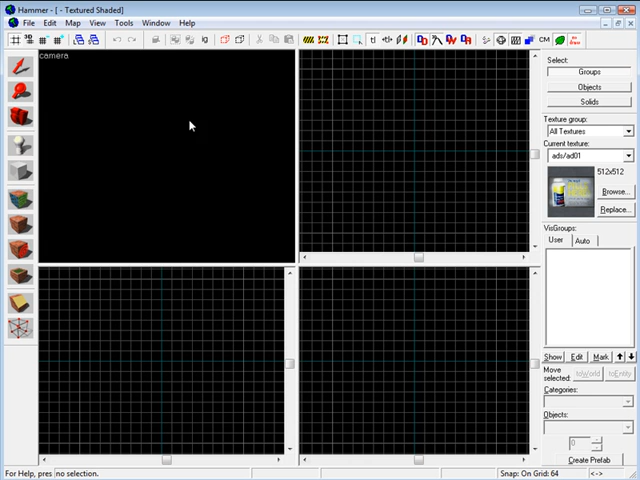 Hammer - [ - Textured Shaded]
File Edit Map View Tools Window Help
ig
tl
CM
camera
Select:
Groups
Objects
Solids
Texture group:
All Textures
Current texture:
ads/ad01
512x512
Browse...
Replace...
VisGroups:
User Auto
Show Edit Mark
Move selected:
toWorld toEntity
Categories:
Objects:
0
Create Prefab
For Help, pres no selection.
Snap: On Grid: 64
<->